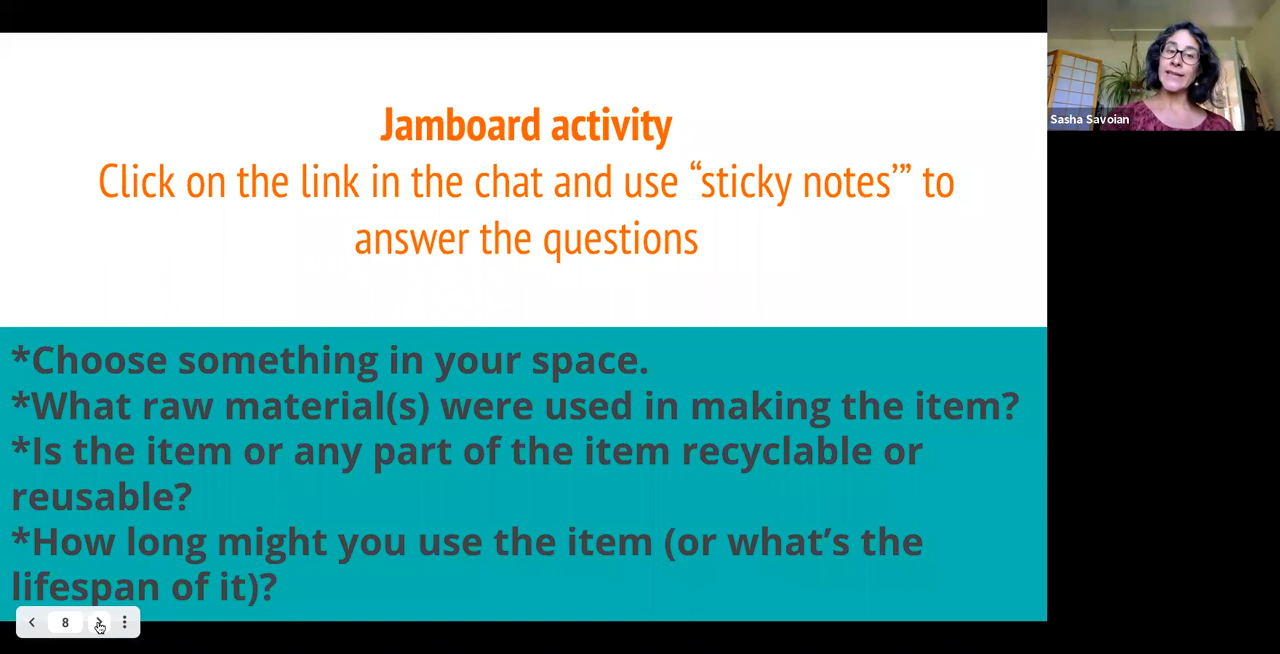 Jamboard activity
Click on the link in the chat and use “sticky notes’” to
answer the questions
Sasha Savoian
*Choose something in your space.
*What raw material(s) were used in making the item?
*Is the item or any part of the item recyclable or
reusable?
*How long might you use the item (or what’s the
lifespan of it)?
8